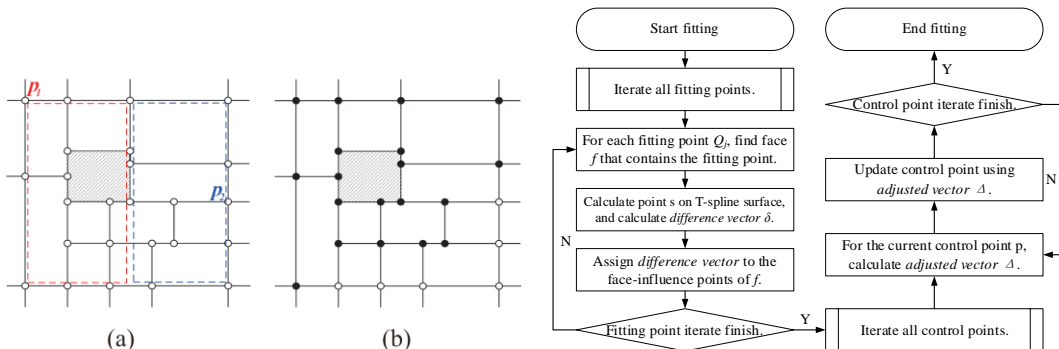 p1
p2
(a)
(b)
Start fitting
Iterate all fitting points.
For each fitting point Qj, find face
f that contains the fitting point.
Calculate point s on T-spline surface,
and calculate difference vector δ.
N
Assign difference vector to the
face-influence points of f.
Fitting point iterate finish.
Y
End fitting
Y
Control point iterate finish.
Update control point using
adjusted vector Δ.
N
For the current control point p,
calculate adjusted vector Δ.
Iterate all control points.